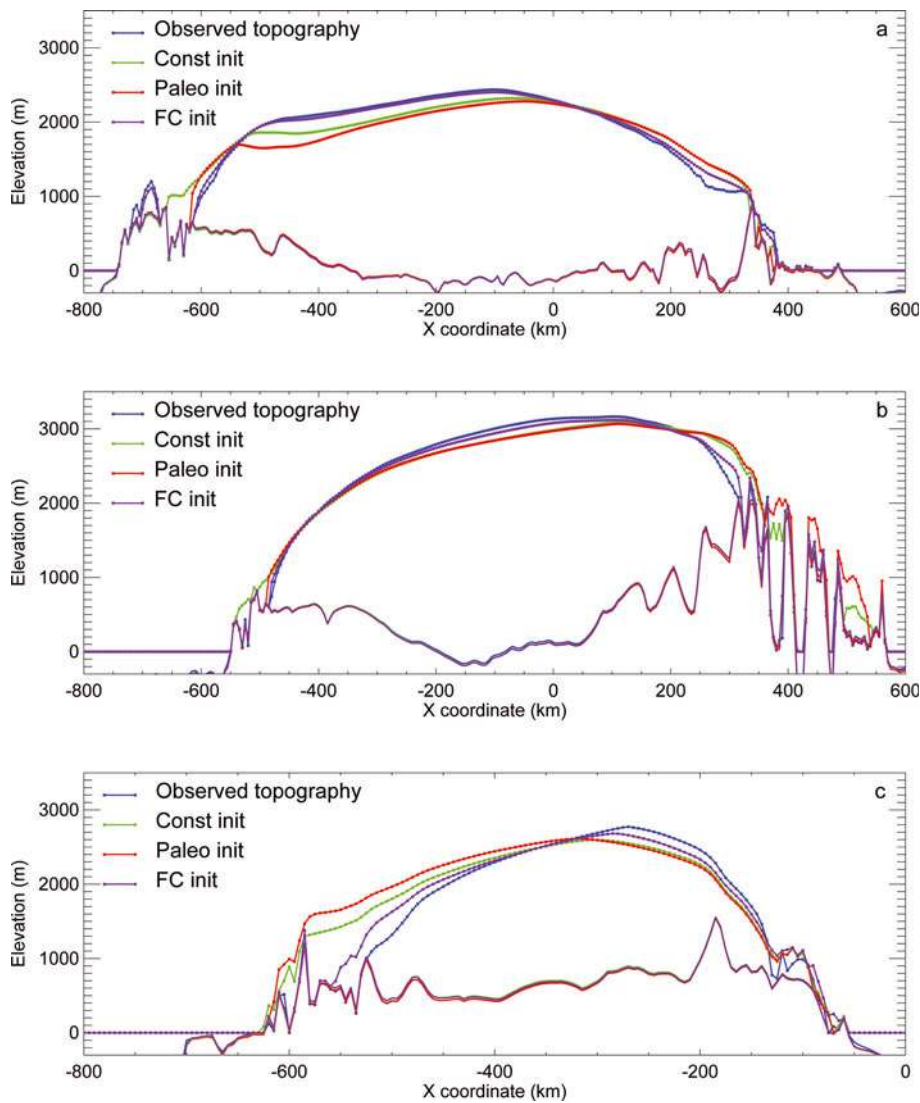 a
Observed topography
Const init
Paleo init
FC init
3000
2000
1000
0
Elevation (m)
-800 -600 -400 -200 0 200 400 600
X coordinate (km)
b
Observed topography
Const init
Paleo init
FC init
3000
2000
1000
0
Elevation (m)
-800 -600 -400 -200 0 200 400 600
X coordinate (km)
c
Observed topography
Const init
Paleo init
FC init
3000
2000
1000
0
Elevation (m)
-800 -600 -400 -200 0
X coordinate (km)